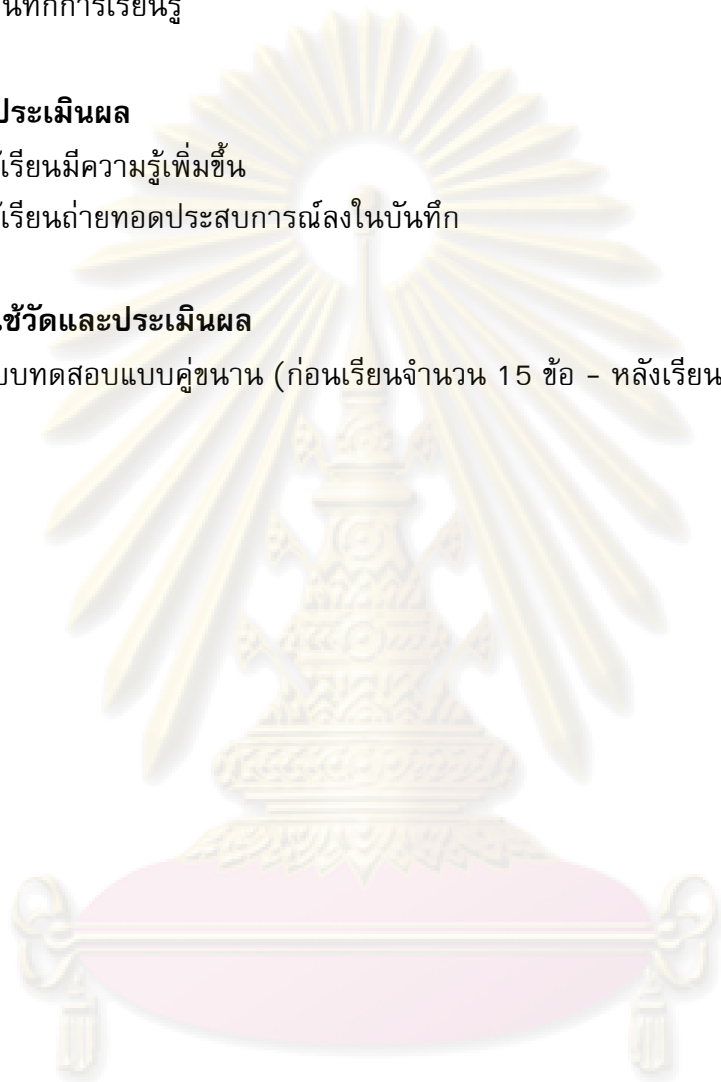 นทึกการเรียนรู้
ประเมินผล
เรียนมีความรู้เพิ่มขึ้น
เรียนถ่ายทอดประสบการณ์ลงในบันทึก
ช้วัดและประเมินผล
บบทดสอบแบบคู่ขนาน (ก่อนเรียนจำนวน 15 ข้อ - หลังเรียน